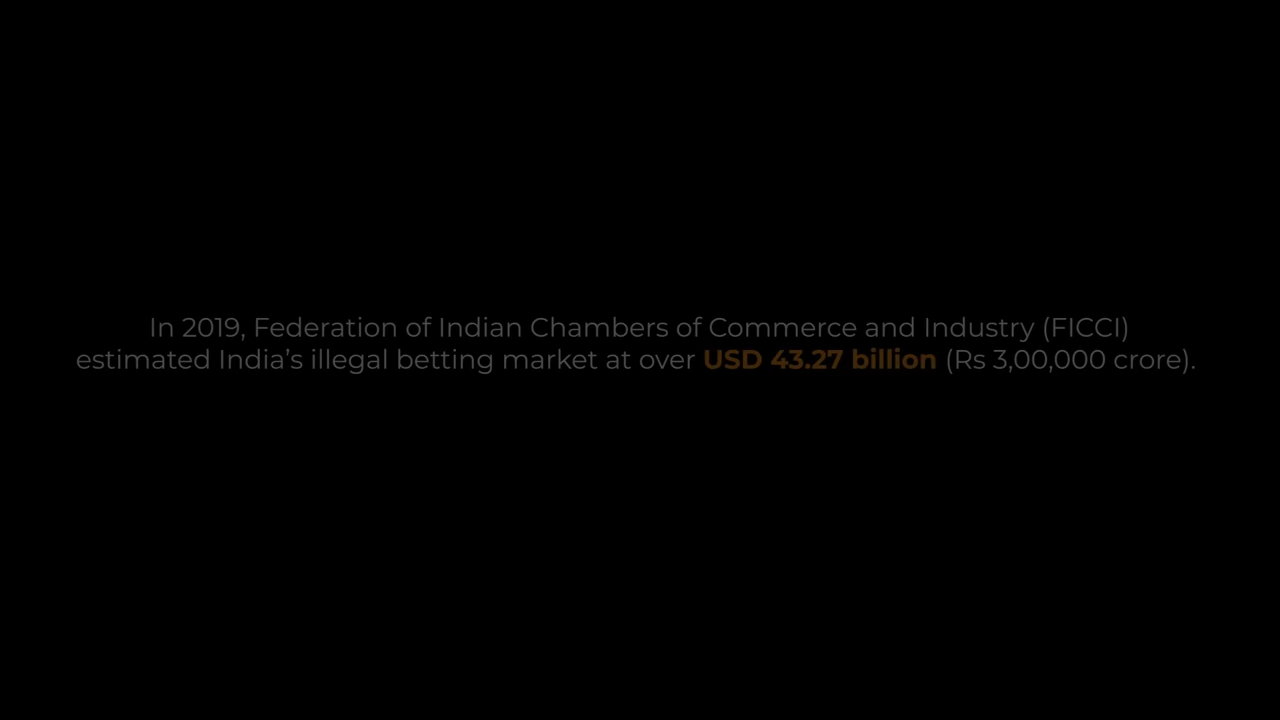 In 2019, Federation of Indian Chambers of Commerce and Industry (FICCI)
estimated India’s illegal betting market at over USD 43.27 billion (Rs 3,00,000 crore).